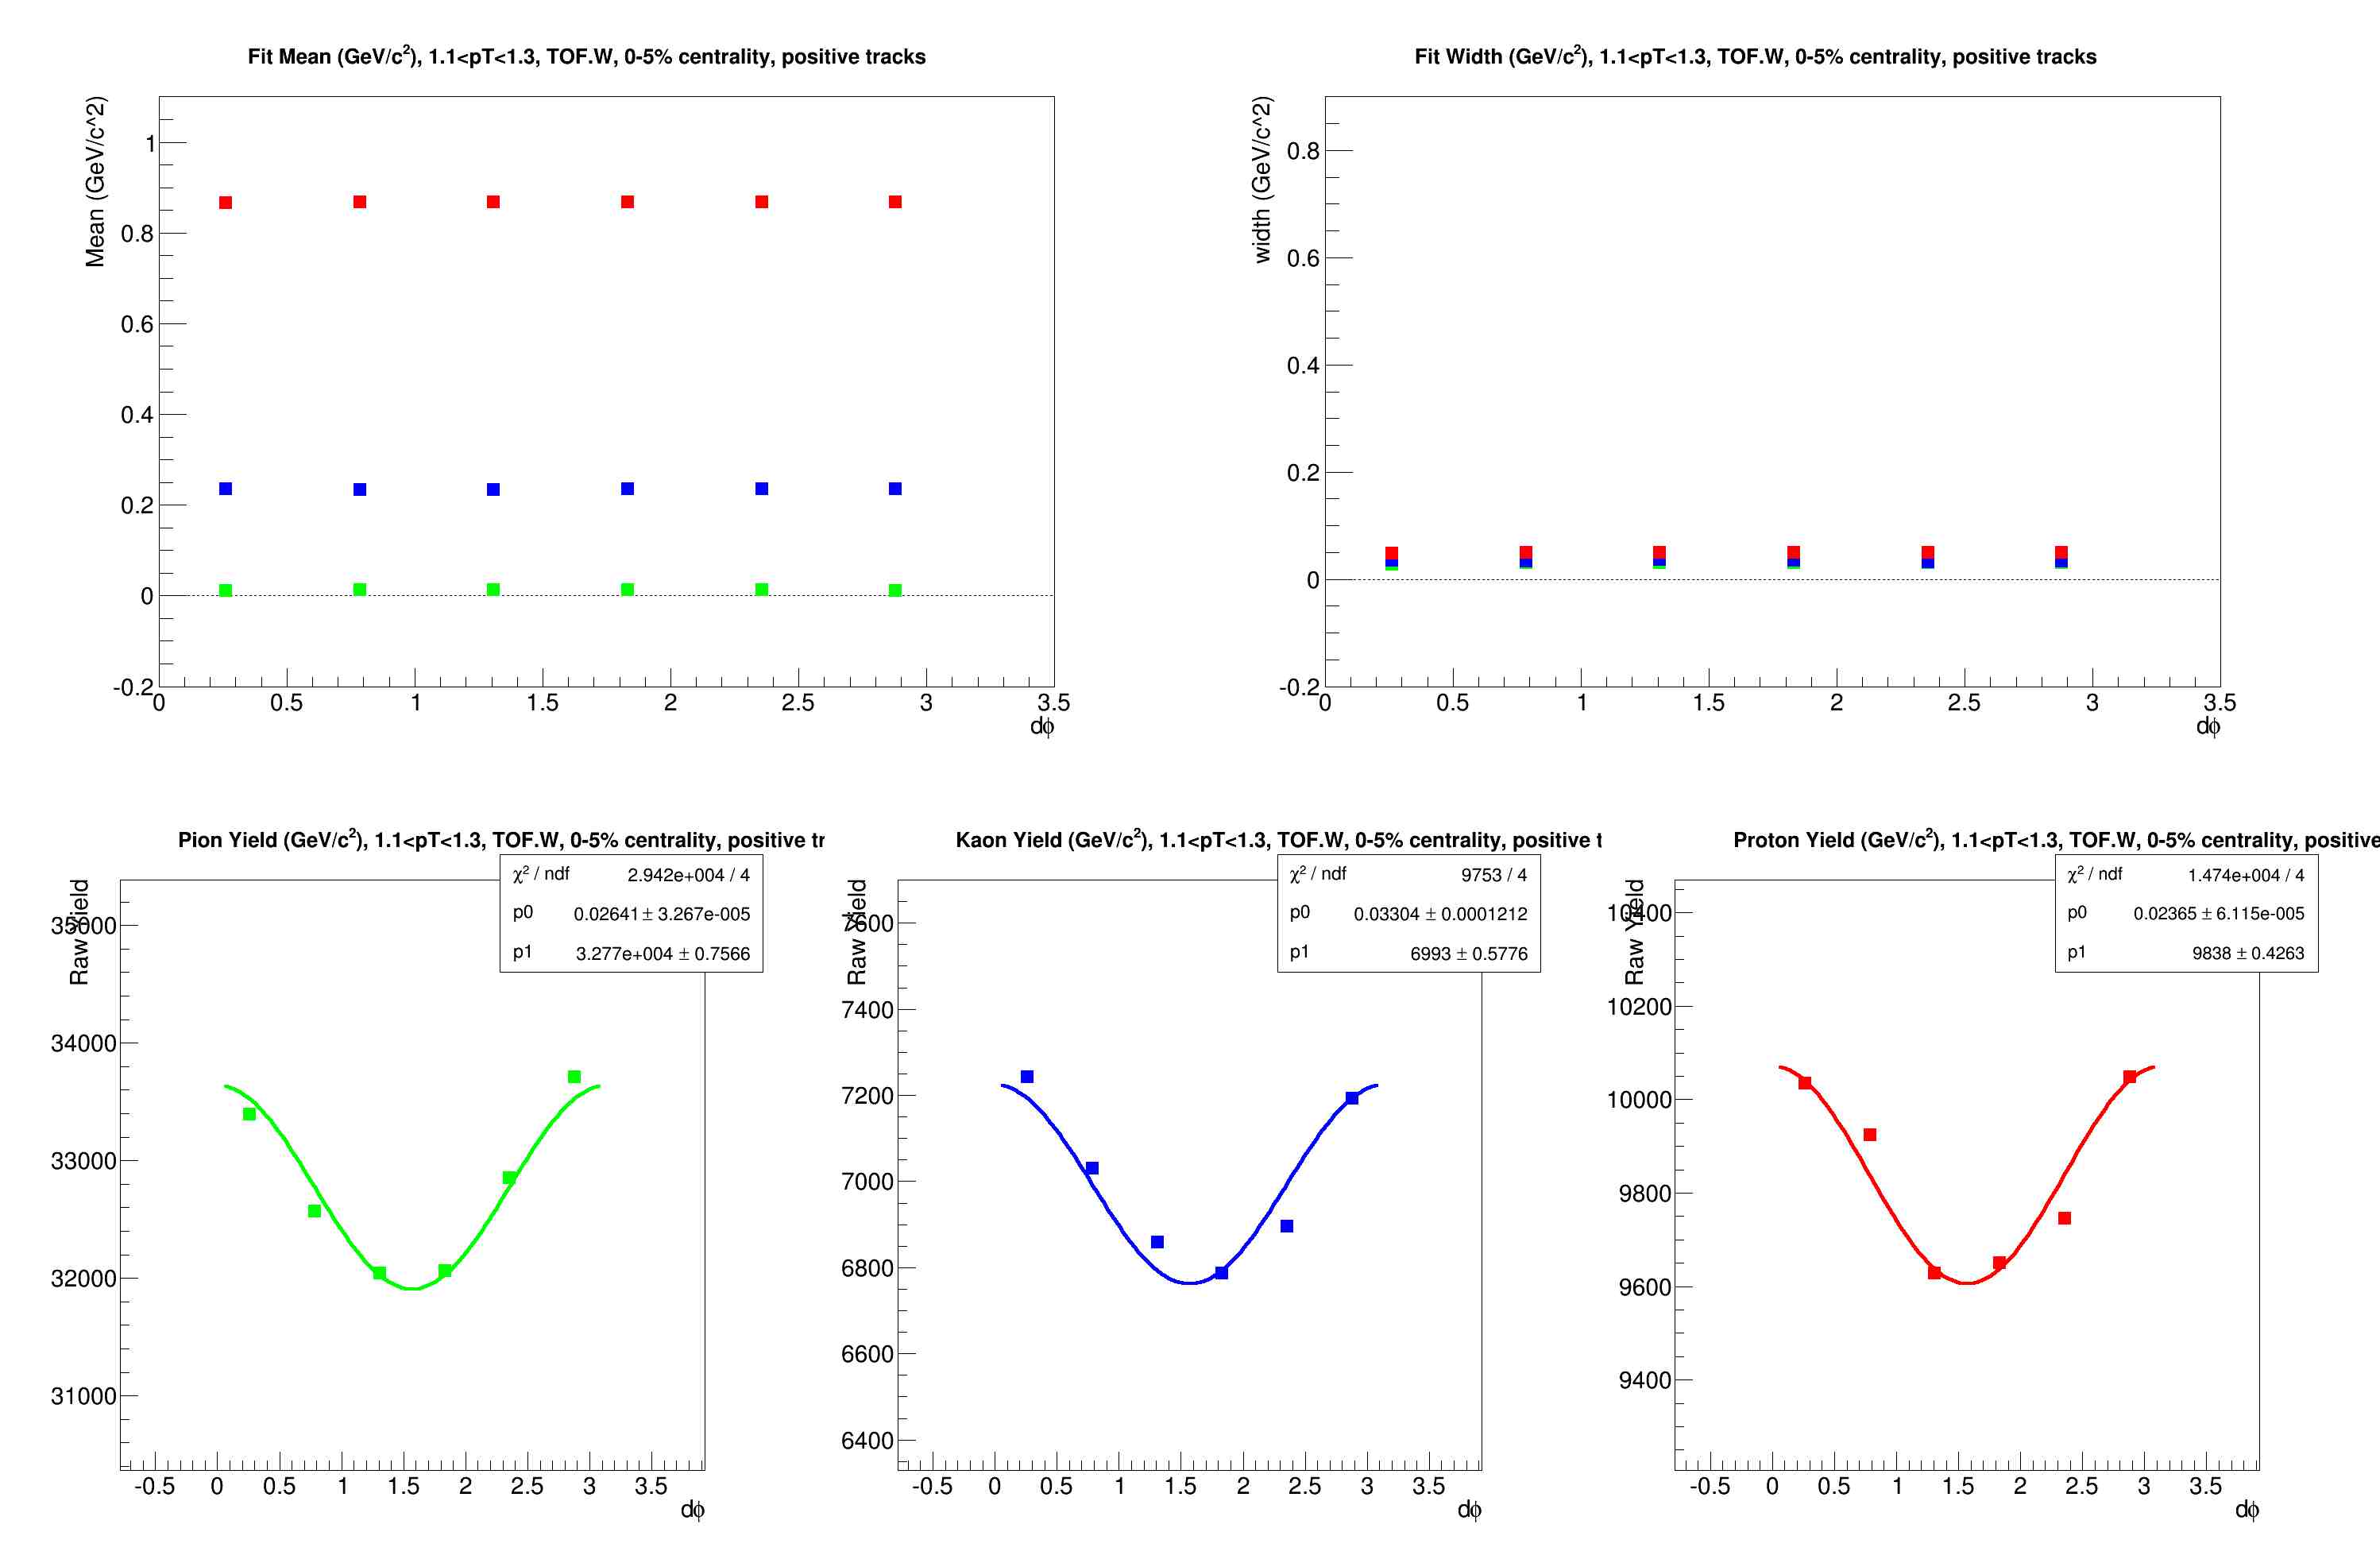 Fit Mean (GeV/c²), 1.1<pT<1.3, TOF.W, 0-5% centrality, positive tracks
Mean (GeV/c^2)
1
0.8
0.6
0.4
0.2
0
-0.2
0 0.5 1 1.5 2 2.5 3 3.5
dϕ
Fit Width (GeV/c²), 1.1<pT<1.3, TOF.W, 0-5% centrality, positive tracks
width (GeV/c^2)
0.8
0.6
0.4
0.2
0
-0.2
0 0.5 1 1.5 2 2.5 3 3.5
dϕ
Pion Yield (GeV/c²), 1.1<pT<1.3, TOF.W, 0-5% centrality, positive tr
χ² / ndf 2.942e+004 / 4
p0 0.02641 ± 3.267e-005
p1 3.277e+004 ± 0.7566
Raw Yield
35000
34000
33000
32000
31000
-0.5 0 0.5 1 1.5 2 2.5 3 3.5
dϕ
Kaon Yield (GeV/c²), 1.1<pT<1.3, TOF.W, 0-5% centrality, positive t
χ² / ndf 9753 / 4
p0 0.03304 ± 0.0001212
p1 6993 ± 0.5776
Raw Yield
7600
7400
7200
7000
6800
6600
6400
-0.5 0 0.5 1 1.5 2 2.5 3 3.5
dϕ
Proton Yield (GeV/c²), 1.1<pT<1.3, TOF.W, 0-5% centrality, positive
χ² / ndf 1.474e+004 / 4
p0 0.02365 ± 6.115e-005
p1 9838 ± 0.4263
Raw Yield
10400
10200
10000
9800
9600
9400
-0.5 0 0.5 1 1.5 2 2.5 3 3.5
dϕ